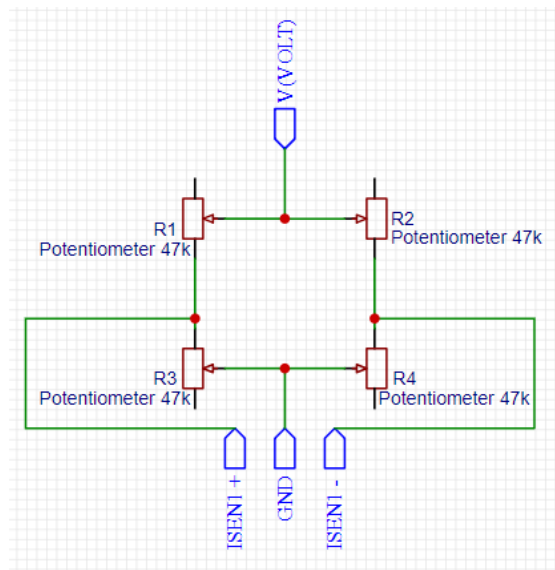 V(VOLT)
R1
Potentiometer 47k
R2
Potentiometer 47k
R3
Potentiometer 47k
R4
Potentiometer 47k
ISEN1 +
GND
ISEN1 -